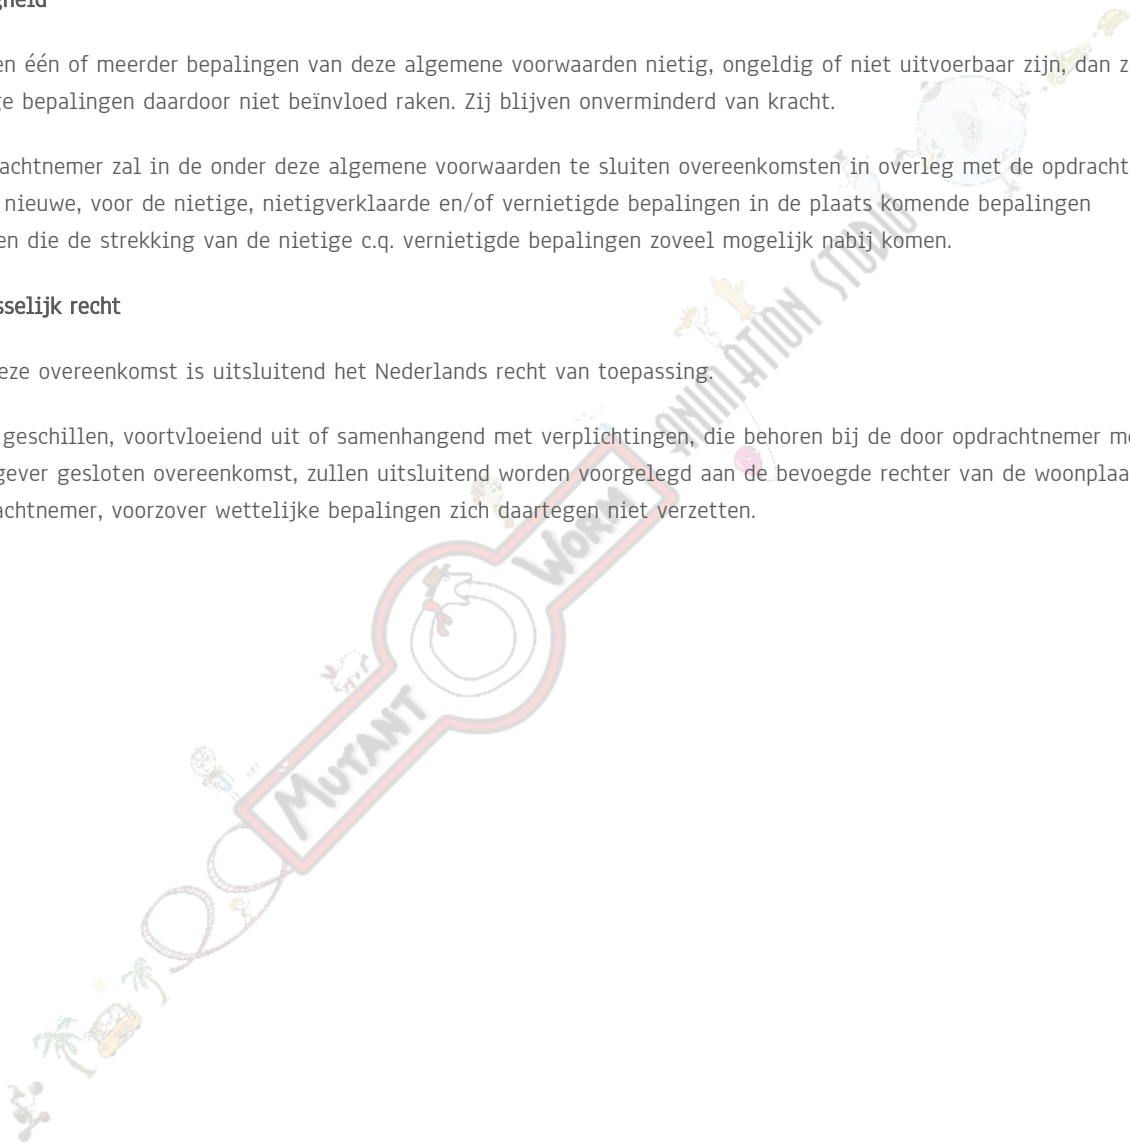 gheid
en één of meerder bepalingen van deze algemene voorwaarden nietig, ongeldig of niet uitvoerbaar zijn, dan z
ge bepalingen daardoor niet beïnvloed raken. Zij blijven onverminderd van kracht.
achtnemer zal in de onder deze algemene voorwaarden te sluiten overeenkomsten in overleg met de opdracht
nieuwe, voor de nietige, nietigverklaarde en/of vernietigde bepalingen in de plaats komende bepalingen
en die de strekking van de nietige c.q. vernietigde bepalingen zoveel mogelijk nabij komen.
sselijk recht
eze overeenkomst is uitsluitend het Nederlands recht van toepassing.
geschillen, voortvloeiend uit of samenhangend met verplichtingen, die behoren bij de door opdrachtnemer me
gever gesloten overeenkomst, zullen uitsluitend worden voorgelegd aan de bevoegde rechter van de woonplaa
achtnemer, voorzover wettelijke bepalingen zich daartegen niet verzetten.
MUTANT WORM ANIMATION STUDIO